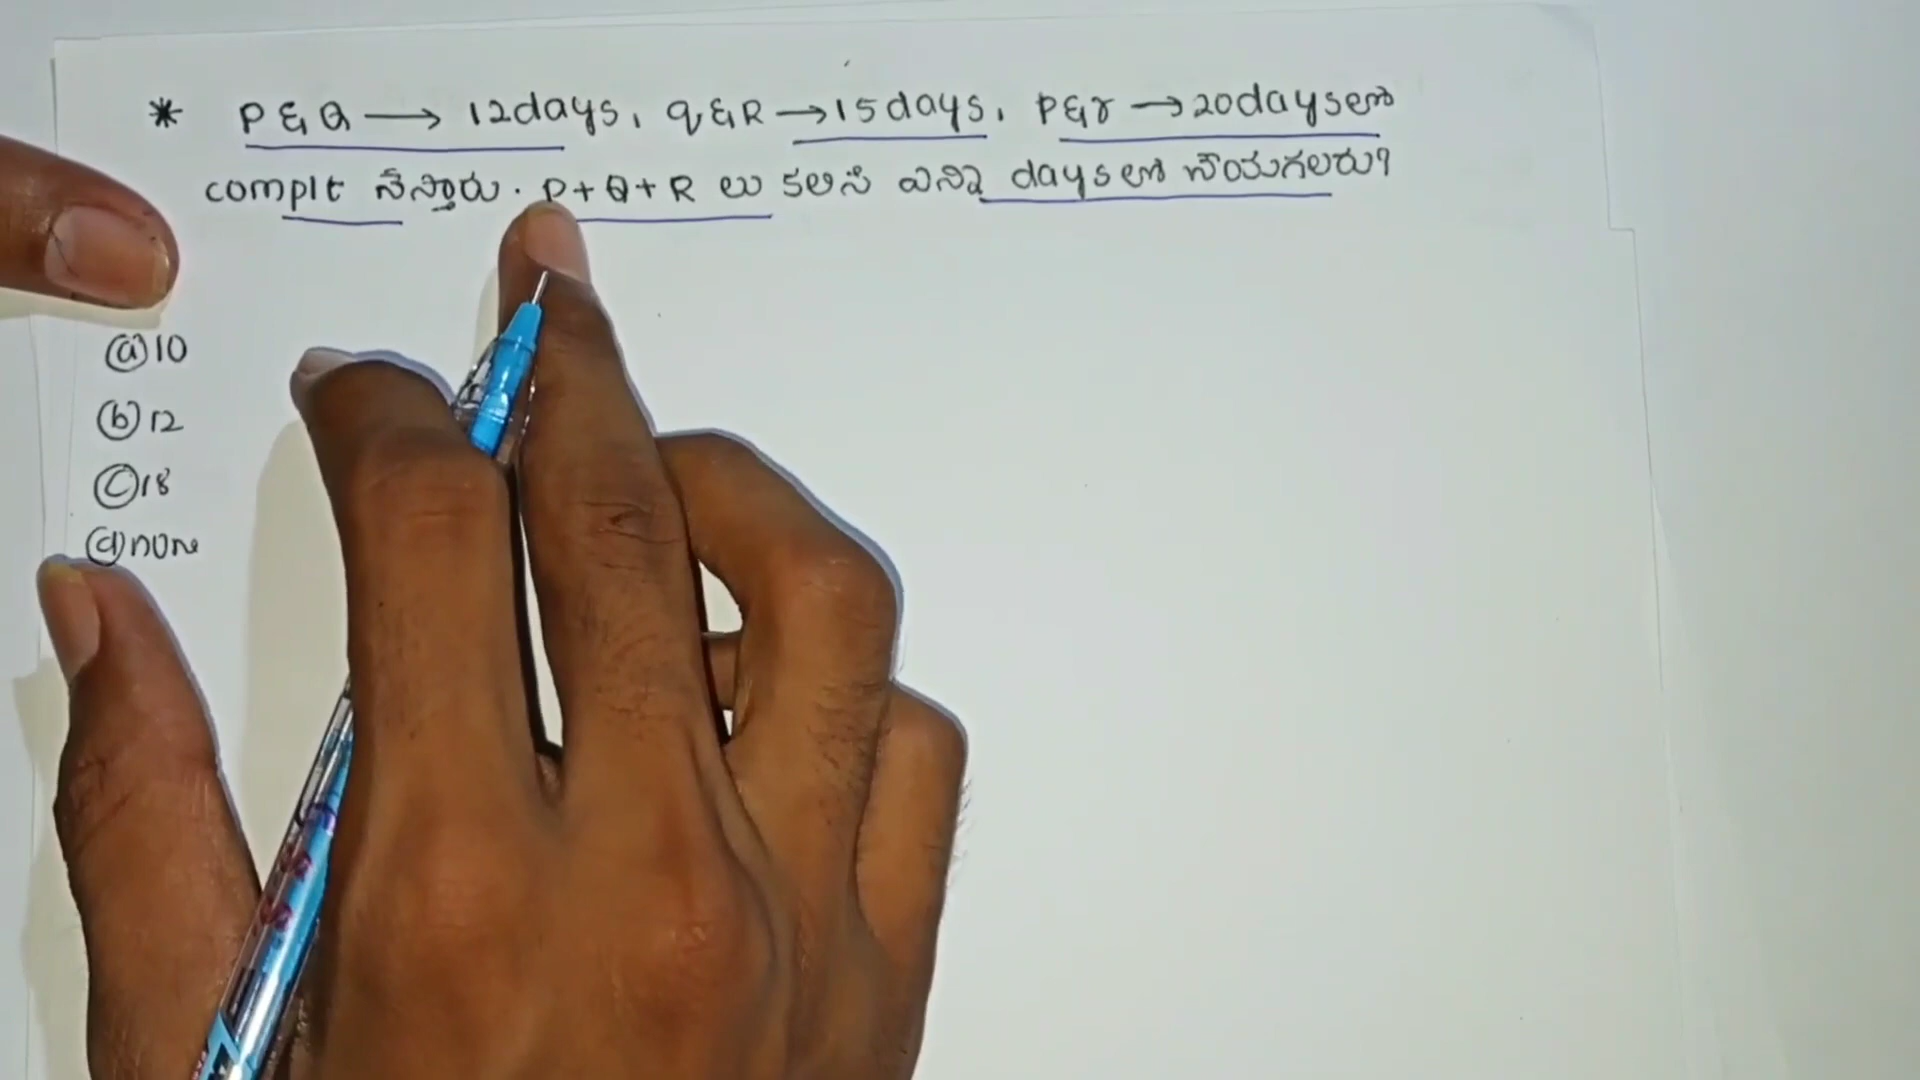 * P & Q → 12days, q & R → 15days, P & r → 20daysలో
complt చేస్తారు. P + Q + R లు కలిసి ఎన్ని daysలో చేయగలరు?
ⓐ 10
ⓑ 12
ⓒ 18
ⓓ none